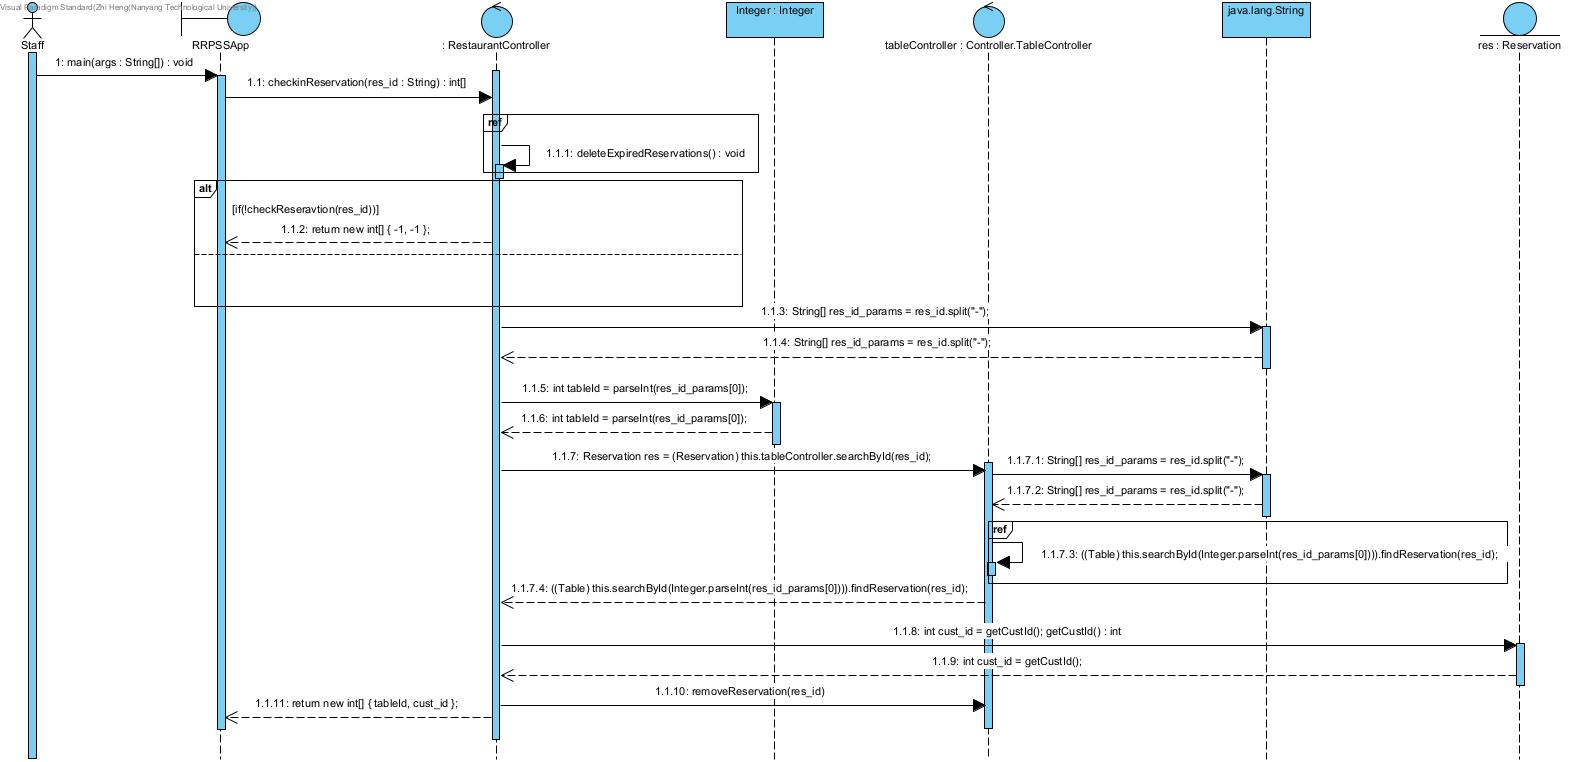 Visual Paradigm Standard(Zhi Heng(Nanyang Technological University))
Integer : Integer
java.lang.String
Staff
RRPSSApp
: RestaurantController
tableController : Controller.TableController
res : Reservation
1: main(args : String[]) : void
1.1: checkinReservation(res_id : String) : int[]
ref
1.1.1: deleteExpiredReservations() : void
alt
[if(!checkReseravtion(res_id))]
1.1.2: return new int[] { -1, -1 };
1.1.3: String[] res_id_params = res_id.split("-");
1.1.4: String[] res_id_params = res_id.split("-");
1.1.5: int tableId = parseInt(res_id_params[0]);
1.1.6: int tableId = parseInt(res_id_params[0]);
1.1.7: Reservation res = (Reservation) this.tableController.searchById(res_id);
1.1.7.1: String[] res_id_params = res_id.split("-");
1.1.7.2: String[] res_id_params = res_id.split("-");
ref
1.1.7.3: ((Table) this.searchById(Integer.parseInt(res_id_params[0]))).findReservation(res_id);
1.1.7.4: ((Table) this.searchById(Integer.parseInt(res_id_params[0]))).findReservation(res_id);
1.1.8: int cust_id = getCustId(); getCustId() : int
1.1.9: int cust_id = getCustId();
1.1.10: removeReservation(res_id)
1.1.11: return new int[] { tableId, cust_id };